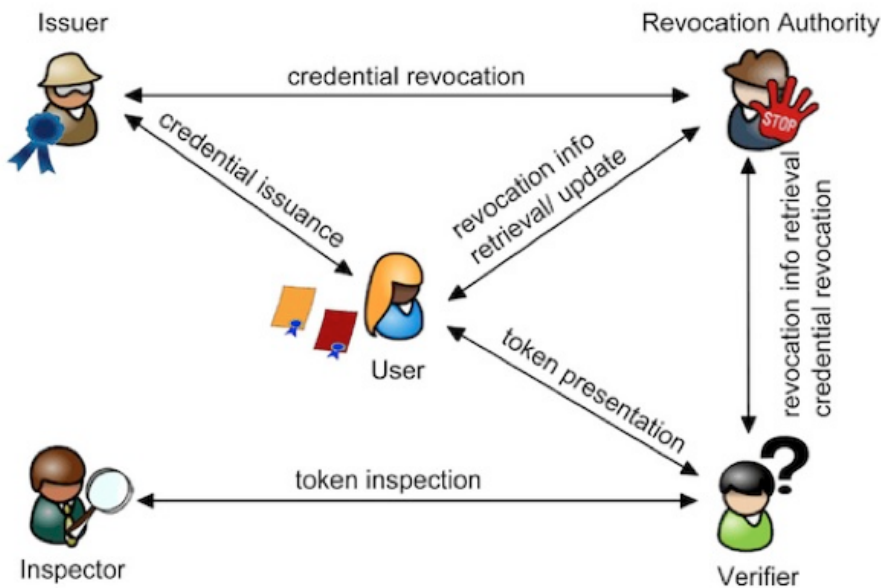 Issuer
Revocation Authority
credential revocation
STOP
credential issuance
revocation info
retrieval/ update
revocation info retrieval
credential revocation
User
token presentation
token inspection
Inspector
Verifier
?